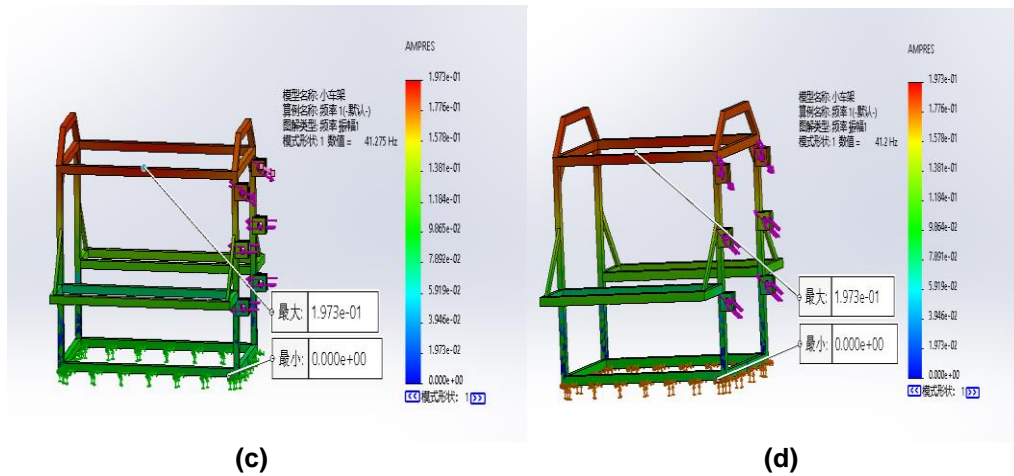 AMPRES
模型名称: 小车架
算例名称: 频率 1(-默认-)
图解类型: 频率 振幅1
模式形状: 1 数值 = 41.275 Hz
1.973e-01
1.776e-01
1.578e-01
1.381e-01
1.184e-01
9.865e-02
7.892e-02
5.919e-02
3.946e-02
1.973e-02
0.000e+00
模式形状: 1
最大: 1.973e-01
最小: 0.000e+00
(c)
AMPRES
模型名称: 小车架
算例名称: 频率 1(-默认-)
图解类型: 频率 振幅1
模式形状: 1 数值 = 41.2 Hz
1.973e-01
1.776e-01
1.578e-01
1.381e-01
1.184e-01
9.865e-02
7.892e-02
5.919e-02
3.946e-02
1.973e-02
0.000e+00
模式形状: 1
最大: 1.973e-01
最小: 0.000e+00
(d)